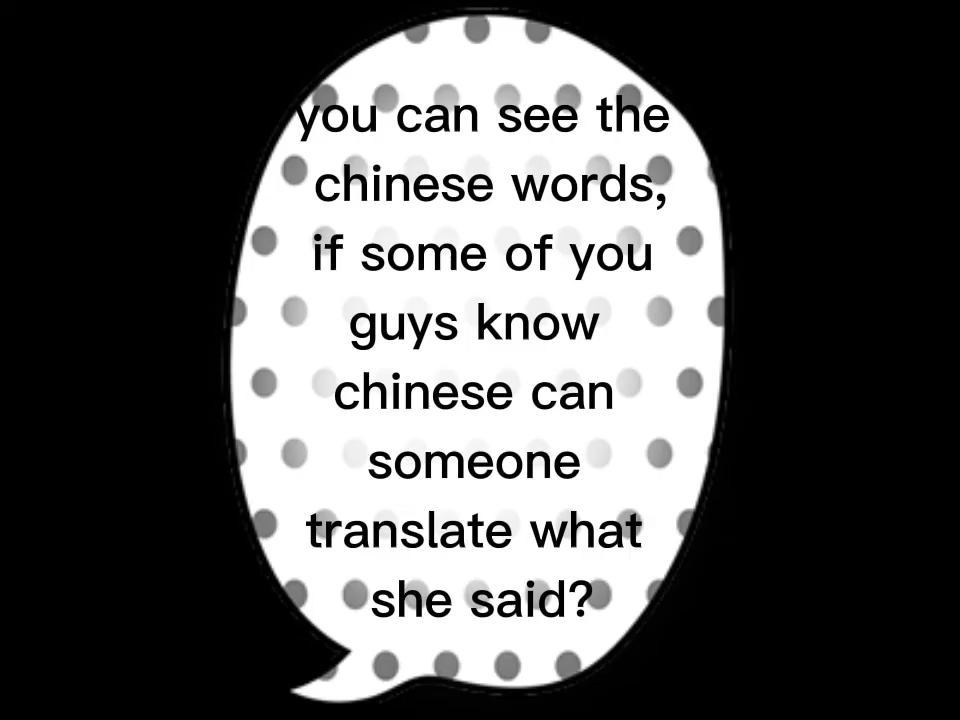 you can see the
chinese words,
if some of you
guys know
chinese can
someone
translate what
she said?